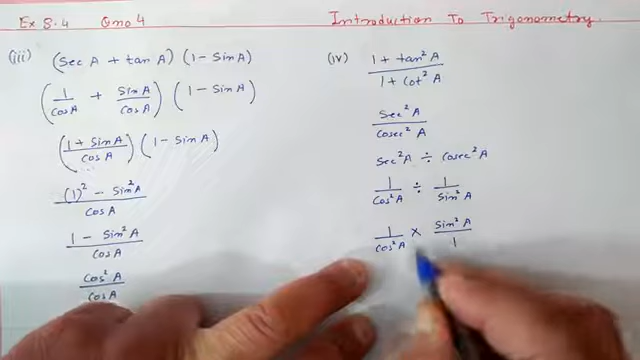 Ex 8.4 Qno 4 Introduction To Trigonometry.
(iii) (Sec A + tan A) (1 - Sin A)
(1/CosA + SinA/CosA) (1 - Sin A)
(1 + Sin A/Cos A) (1 - Sin A)
(1)² - Sin²A/Cos A
1 - Sin²A/Cos A
Cos²A/Cos A
(iv) 1 + tan²A/1 + Cot²A
Sec²A/Cosec²A
Sec²A ÷ Cosec²A
1/Cos²A ÷ 1/Sin²A
1/Cos²A × Sin²A/1